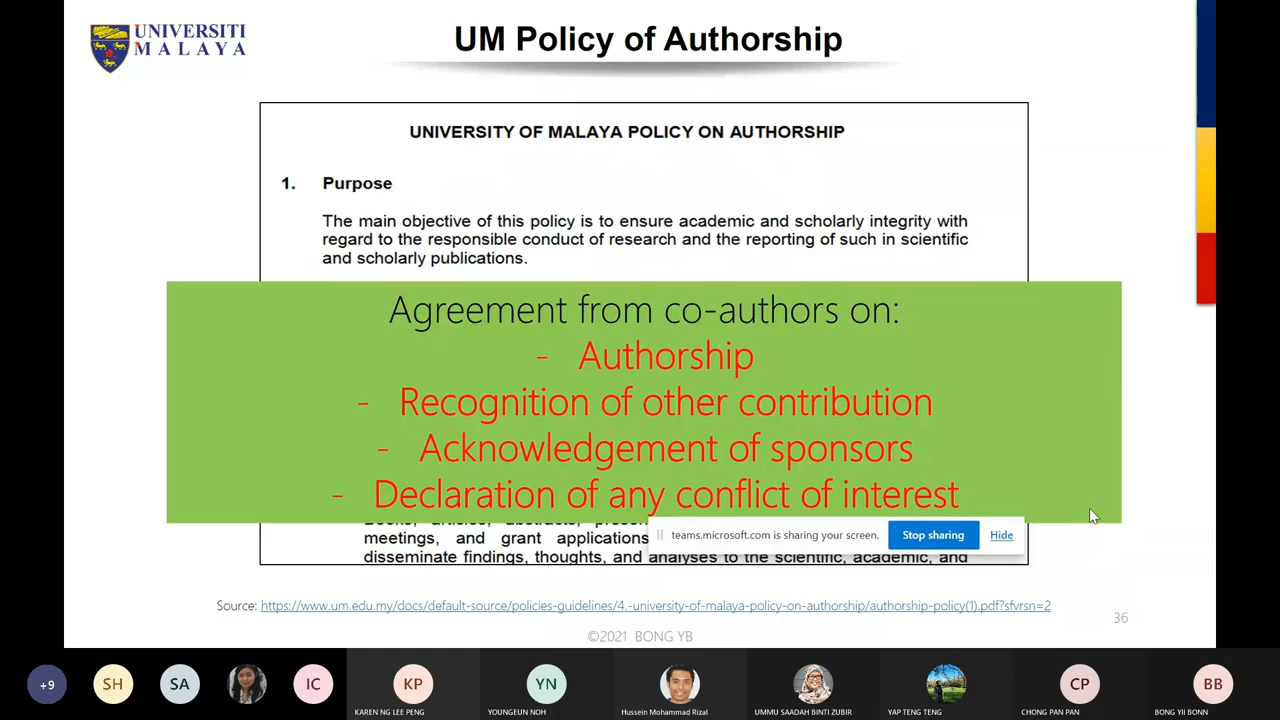 UNIVERSITI
MALAYA
UM Policy of Authorship
UNIVERSITY OF MALAYA POLICY ON AUTHORSHIP
1. Purpose
The main objective of this policy is to ensure academic and scholarly integrity with
regard to the responsible conduct of research and the reporting of such in scientific
and scholarly publications.
Agreement from co-authors on:
- Authorship
- Recognition of other contribution
- Acknowledgement of sponsors
- Declaration of any conflict of interest
meetings, and grant applications
disseminate findings, thoughts, and analyses to the scientific, academic, and
teams.microsoft.com is sharing your screen.
Stop sharing
Hide
Source: https://www.um.edu.my/docs/default-source/policies-guidelines/4.-university-of-malaya-policy-on-authorship/authorship-policy(1).pdf?sfvrsn=2
36
©2021 BONG YB
+9
SH
SA
IC
KP
YN
CP
BB
KAREN NG LEE PENG
YOUNGEUN NOH
Hussein Mohammad Rizal
UMMU SAADAH BINTI ZUBIR
YAP TENG TENG
CHONG PAN PAN
BONG YII BONN